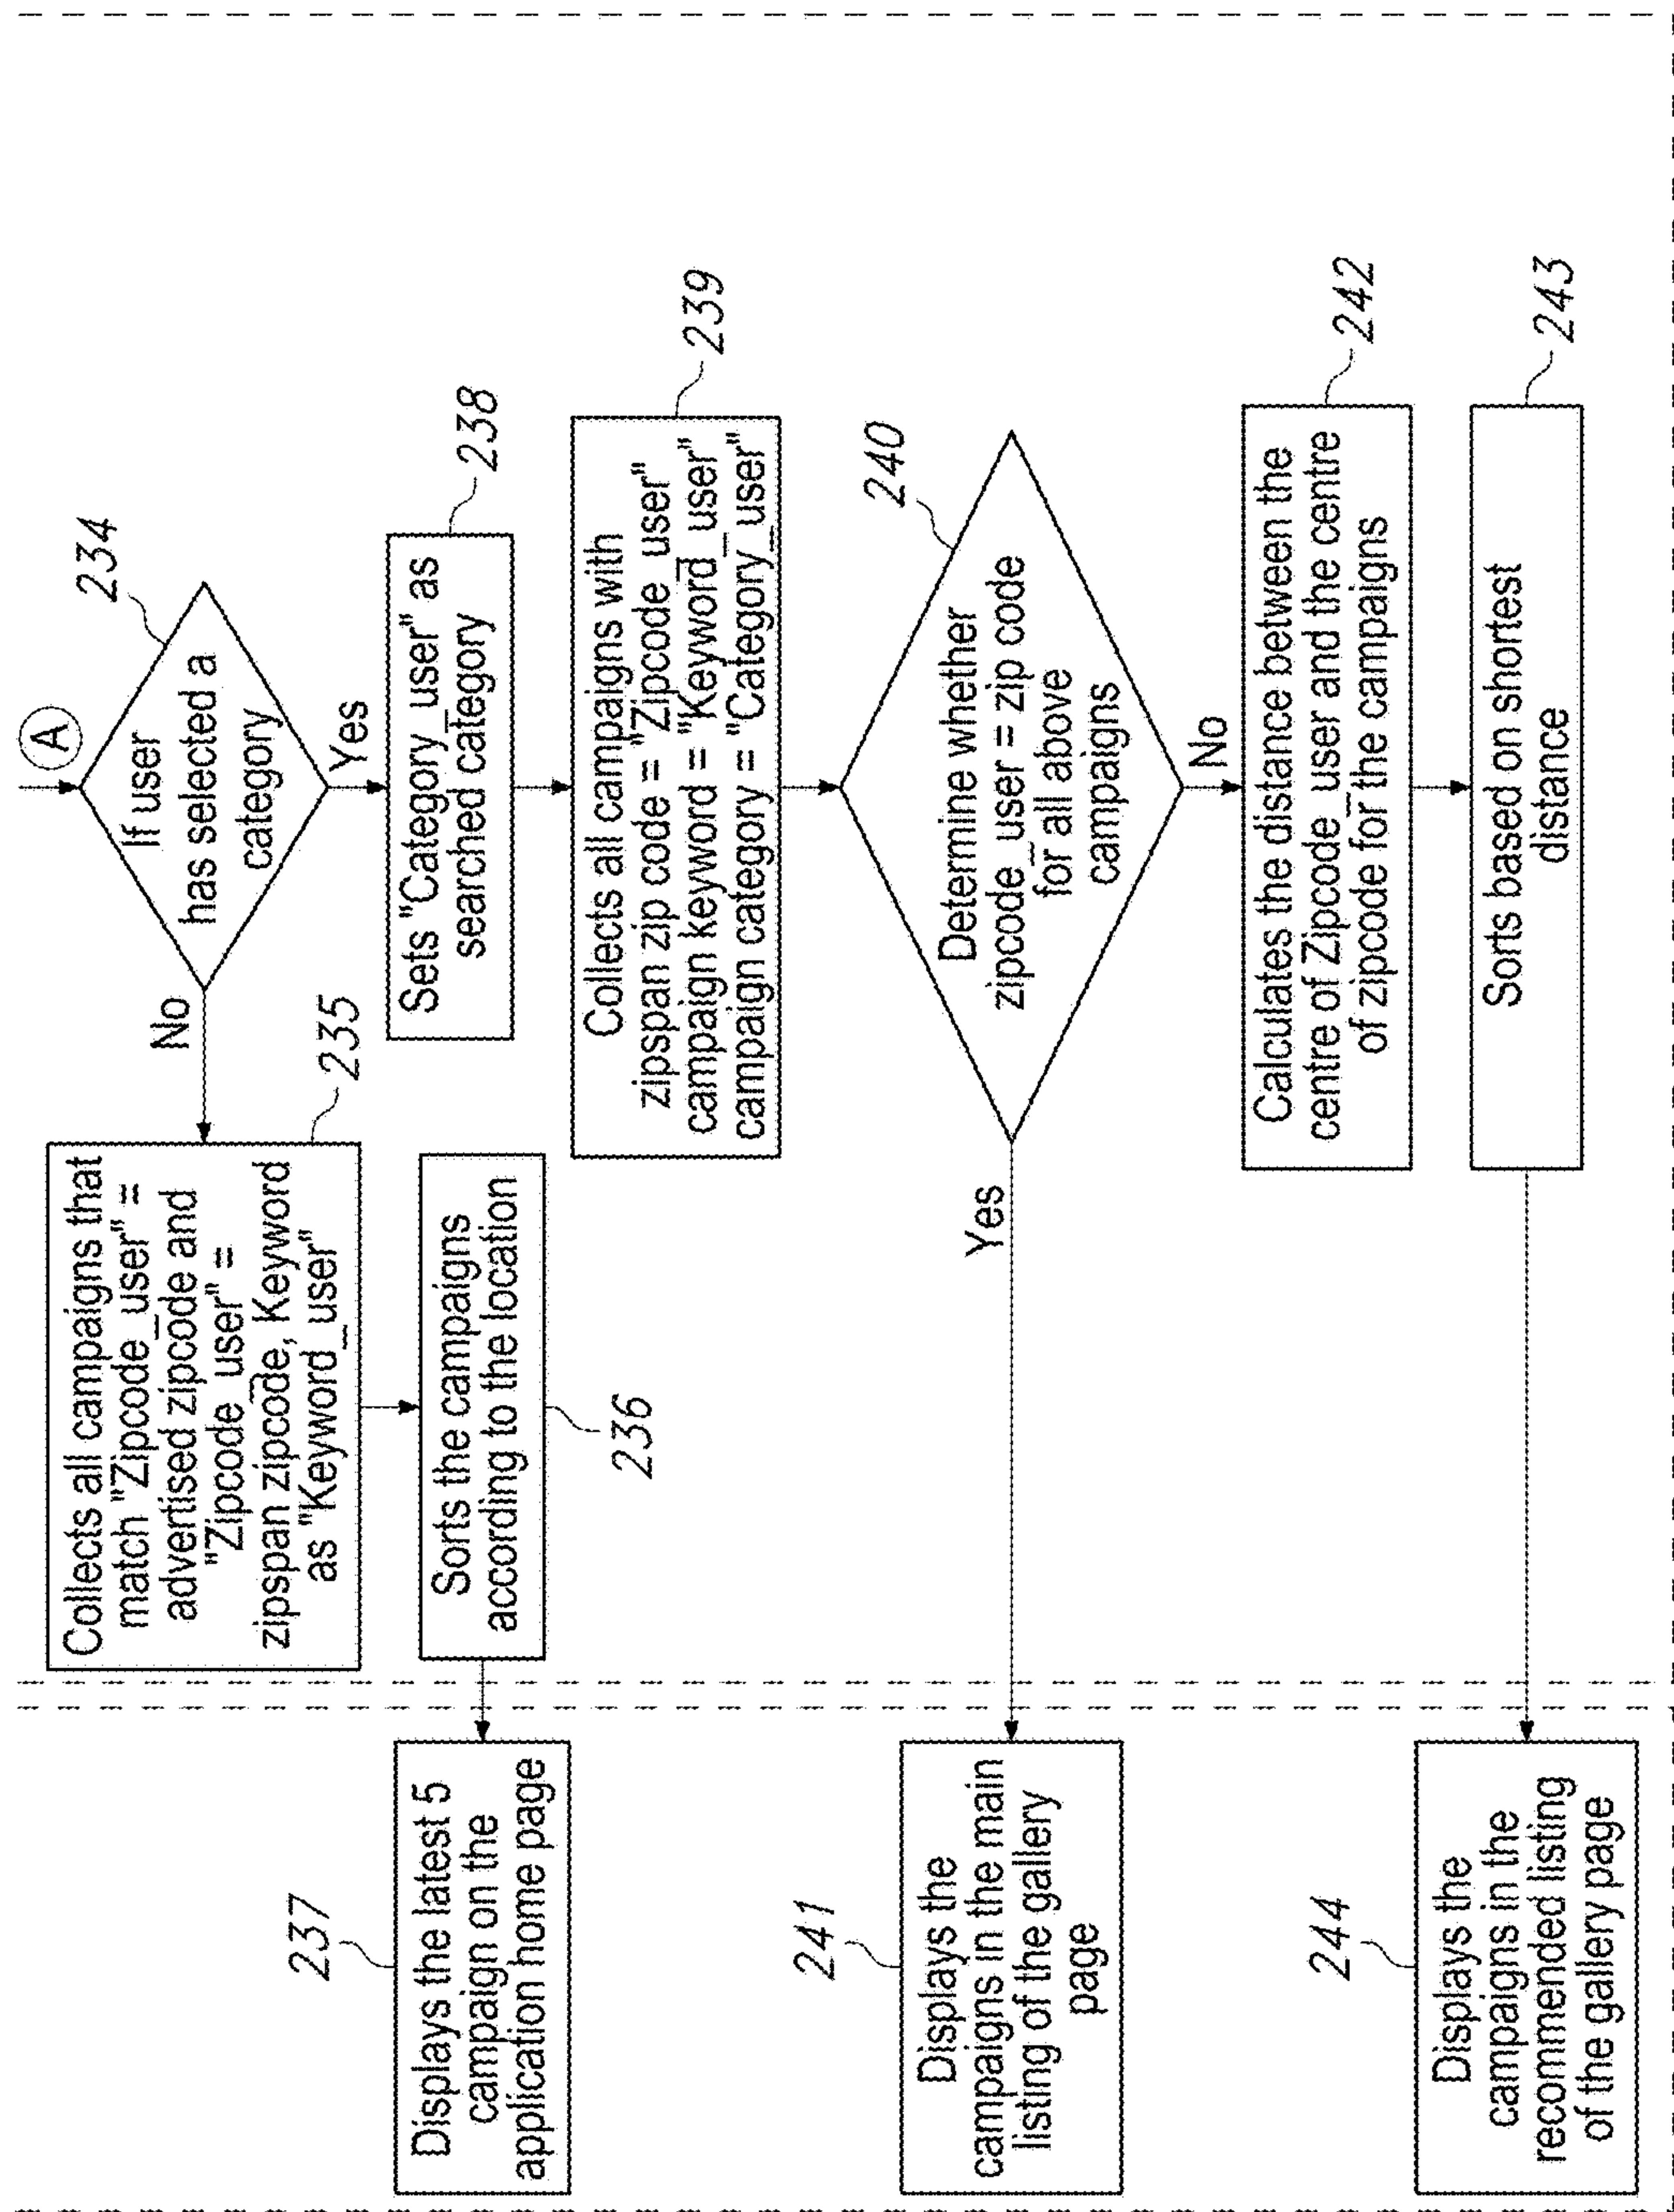 A
234
If user
has selected a
category
No
Yes
235
Collects all campaigns that
match "Zipcode_user" =
advertised zipcode and
"Zipcode_user" =
zipspan zipcode, Keyword
as "Keyword_user"
Sorts the campaigns
according to the location
236
237
Displays the latest 5
campaign on the
application home page
238
Sets "Category_user" as
searched category
239
Collects all campaigns with
zipspan zip code = "Zipcode_user"
campaign keyword = "Keyword_user"
campaign category = "Category_user"
240
Determine whether
zipcode_user = zip code
for all above
campaigns
Yes
No
241
Displays the
campaigns in the main
listing of the gallery
page
242
Calculates the distance between the
centre of Zipcode_user and the centre
of zipcode for the campaigns
243
Sorts based on shortest
distance
244
Displays the
campaigns in the
recommended listing
of the gallery page